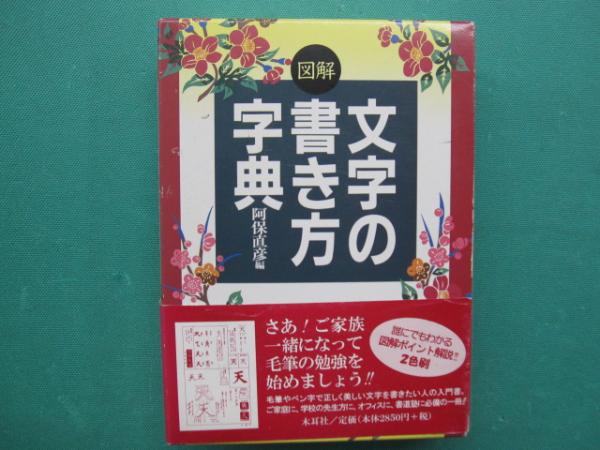 図解
文字の
書き方
字典
阿保直彦編
さあ！ご家族
一緒になって
毛筆の勉強を
始めましょう!!
誰にでもわかる
図解ポイント解説!!
2色刷
毛筆やペン字で正しく美しい文字を書きたい人の入門書。
ご家庭に、学校の先生方に、オフィスに、書道塾に必備の一冊！
木耳社／定価（本体2850円＋税）
天